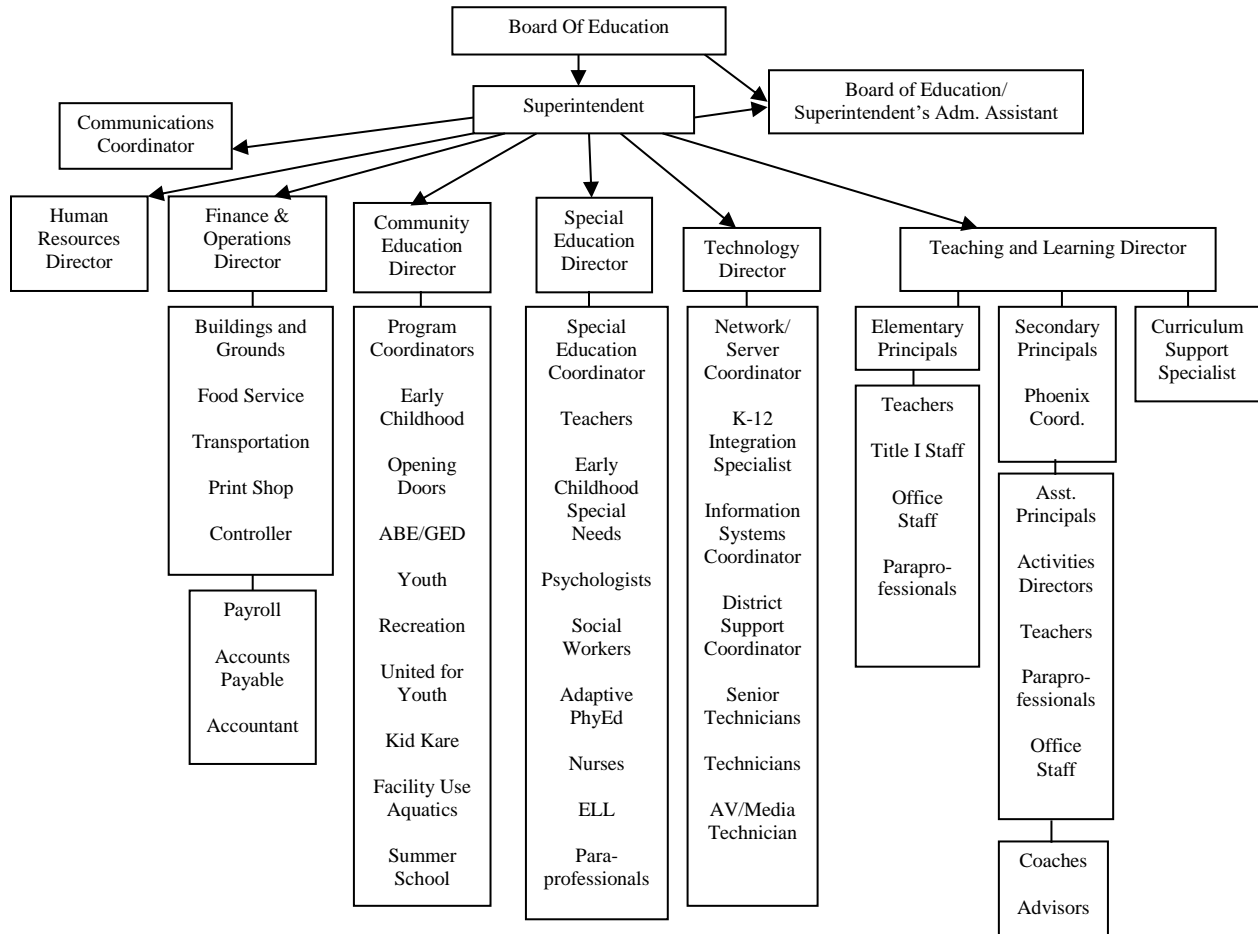 Board Of Education
Superintendent
Board of Education/
Superintendent’s Adm. Assistant
Communications
Coordinator
Human
Resources
Director
Finance &
Operations
Director
Community
Education
Director
Special
Education
Director
Technology
Director
Teaching and Learning Director
Buildings and
Grounds
Food Service
Transportation
Print Shop
Controller
Payroll
Accounts
Payable
Accountant
Program
Coordinators
Early
Childhood
Opening
Doors
ABE/GED
Youth
Recreation
United for
Youth
Kid Kare
Facility Use
Aquatics
Summer
School
Special
Education
Coordinator
Teachers
Early
Childhood
Special
Needs
Psychologists
Social
Workers
Adaptive
PhyEd
Nurses
ELL
Para-
professionals
Network/
Server
Coordinator
K-12
Integration
Specialist
Information
Systems
Coordinator
District
Support
Coordinator
Senior
Technicians
Technicians
AV/Media
Technician
Elementary
Principals
Teachers
Title I Staff
Office
Staff
Parapro-
fessionals
Secondary
Principals
Phoenix
Coord.
Asst.
Principals
Activities
Directors
Teachers
Parapro-
fessionals
Office
Staff
Coaches
Advisors
Curriculum
Support
Specialist